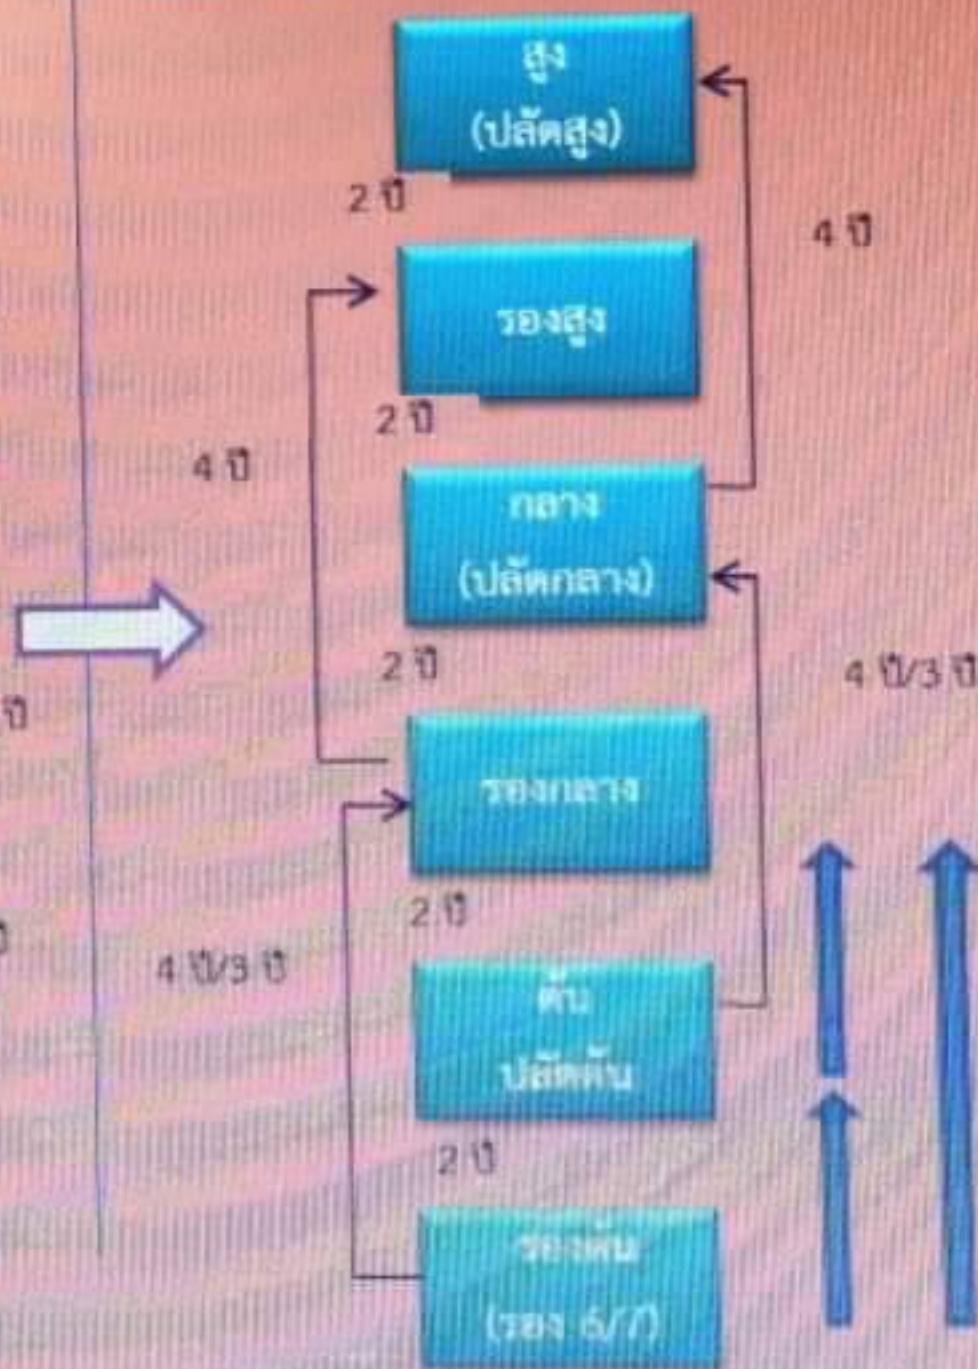 สูง
(ปลัดสูง)
2 ปี
4 ปี
รองสูง
2 ปี
4 ปี
กลาง
(ปลัดกลาง)
2 ปี
4 ปี/3 ปี
ปี
รองกลาง
2 ปี
4 ปี/3 ปี
ต้น
ปลัดต้น
2 ปี
รองต้น
(รอง 6/7)